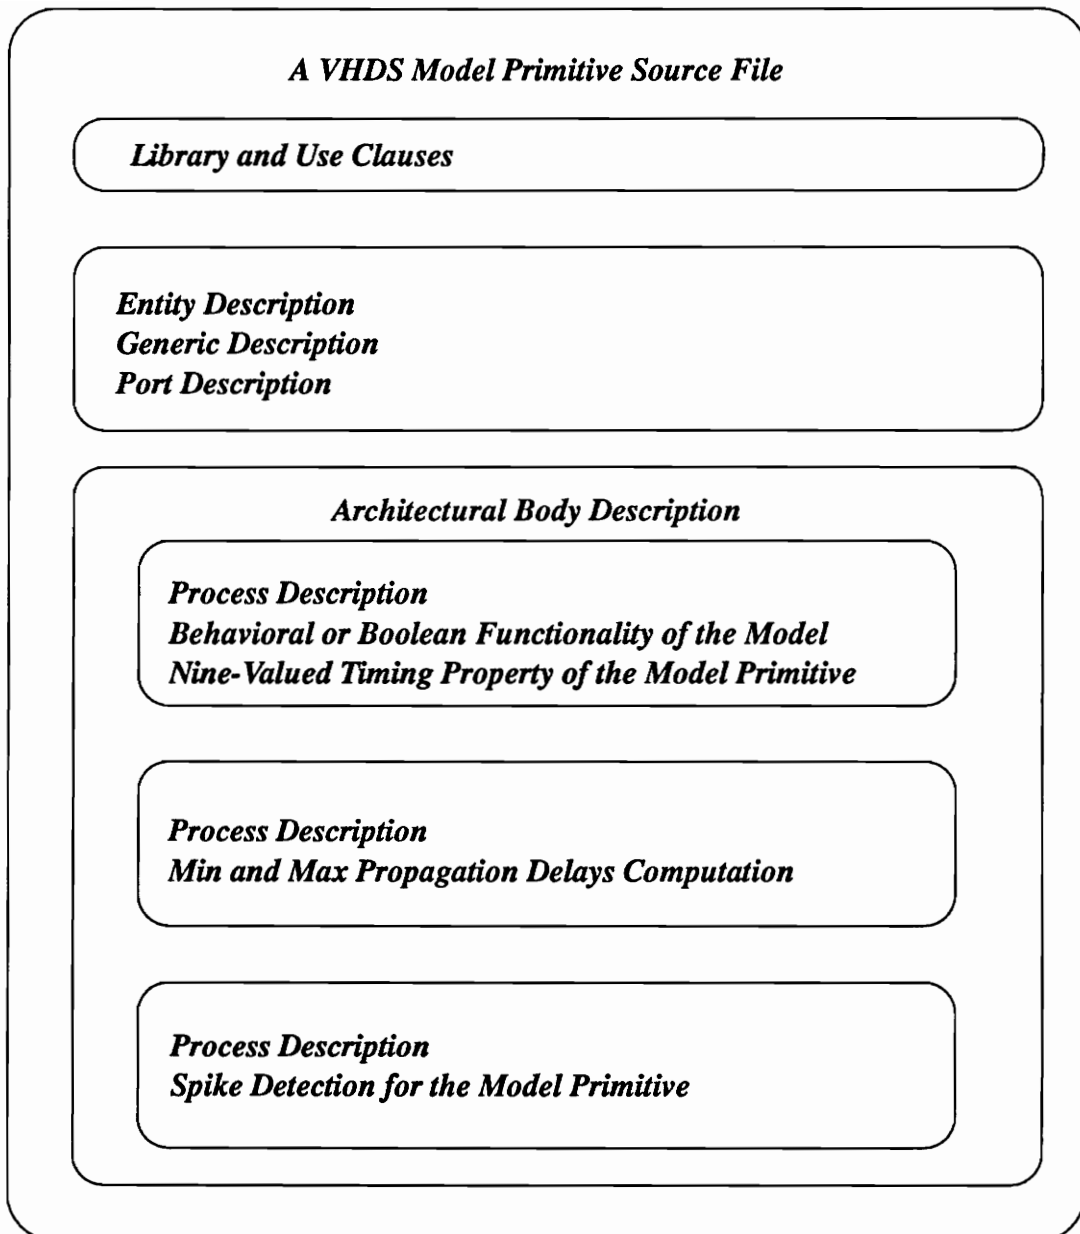 A VHDS Model Primitive Source File
Library and Use Clauses
Entity Description
Generic Description
Port Description
Architectural Body Description
Process Description
Behavioral or Boolean Functionality of the Model
Nine-Valued Timing Property of the Model Primitive
Process Description
Min and Max Propagation Delays Computation
Process Description
Spike Detection for the Model Primitive